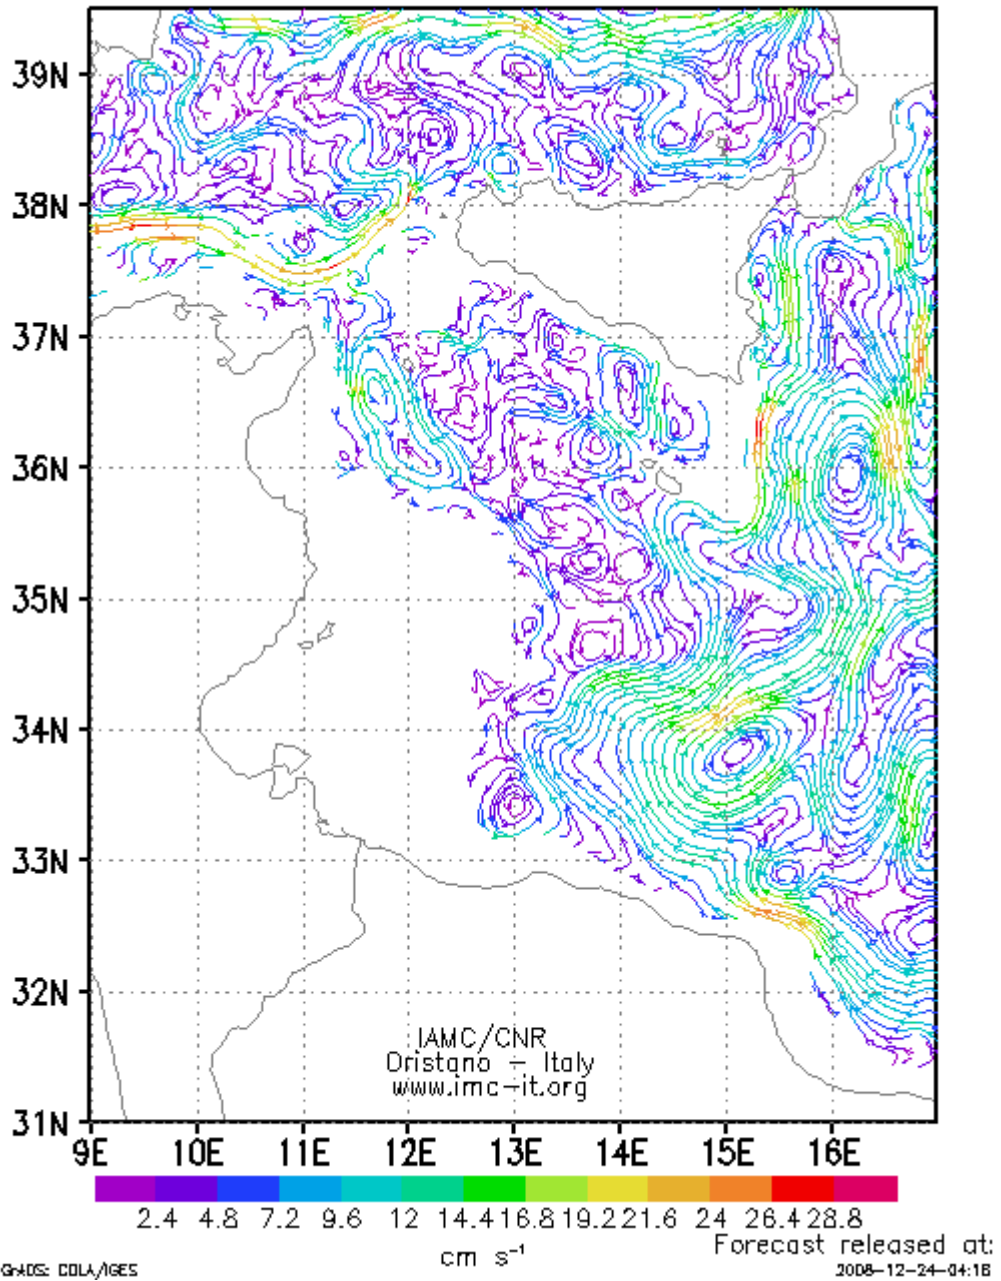 39N
38N
37N
36N
35N
34N
33N
32N
31N
IAMC/CNR
Oristano - Italy
www.imc-it.org
9E 10E 11E 12E 13E 14E 15E 16E
2.4 4.8 7.2 9.6 12 14.4 16.8 19.2 21.6 24 26.4 28.8
cm s⁻¹
Forecast released at:
GrADS: COLA/IGES
2008-12-24-04:18